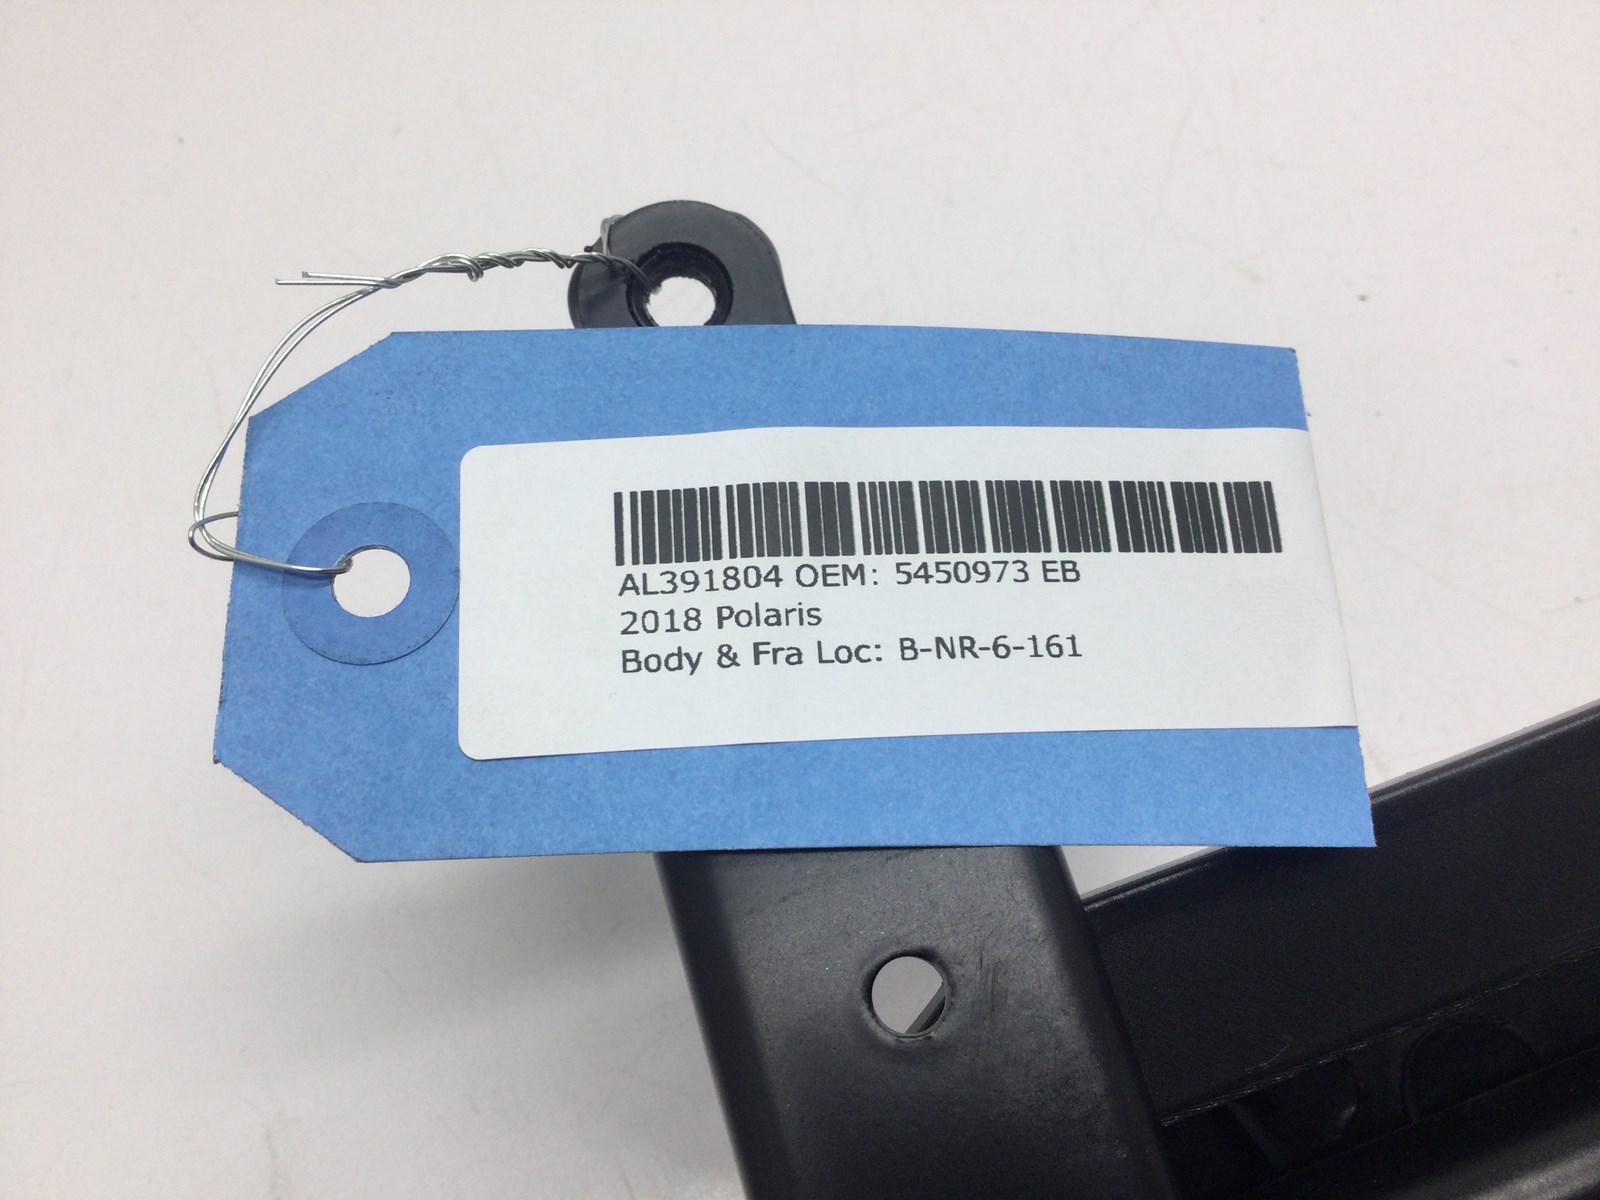 AL391804 OEM: 5450973 EB
2018 Polaris
Body & Fra Loc: B-NR-6-161